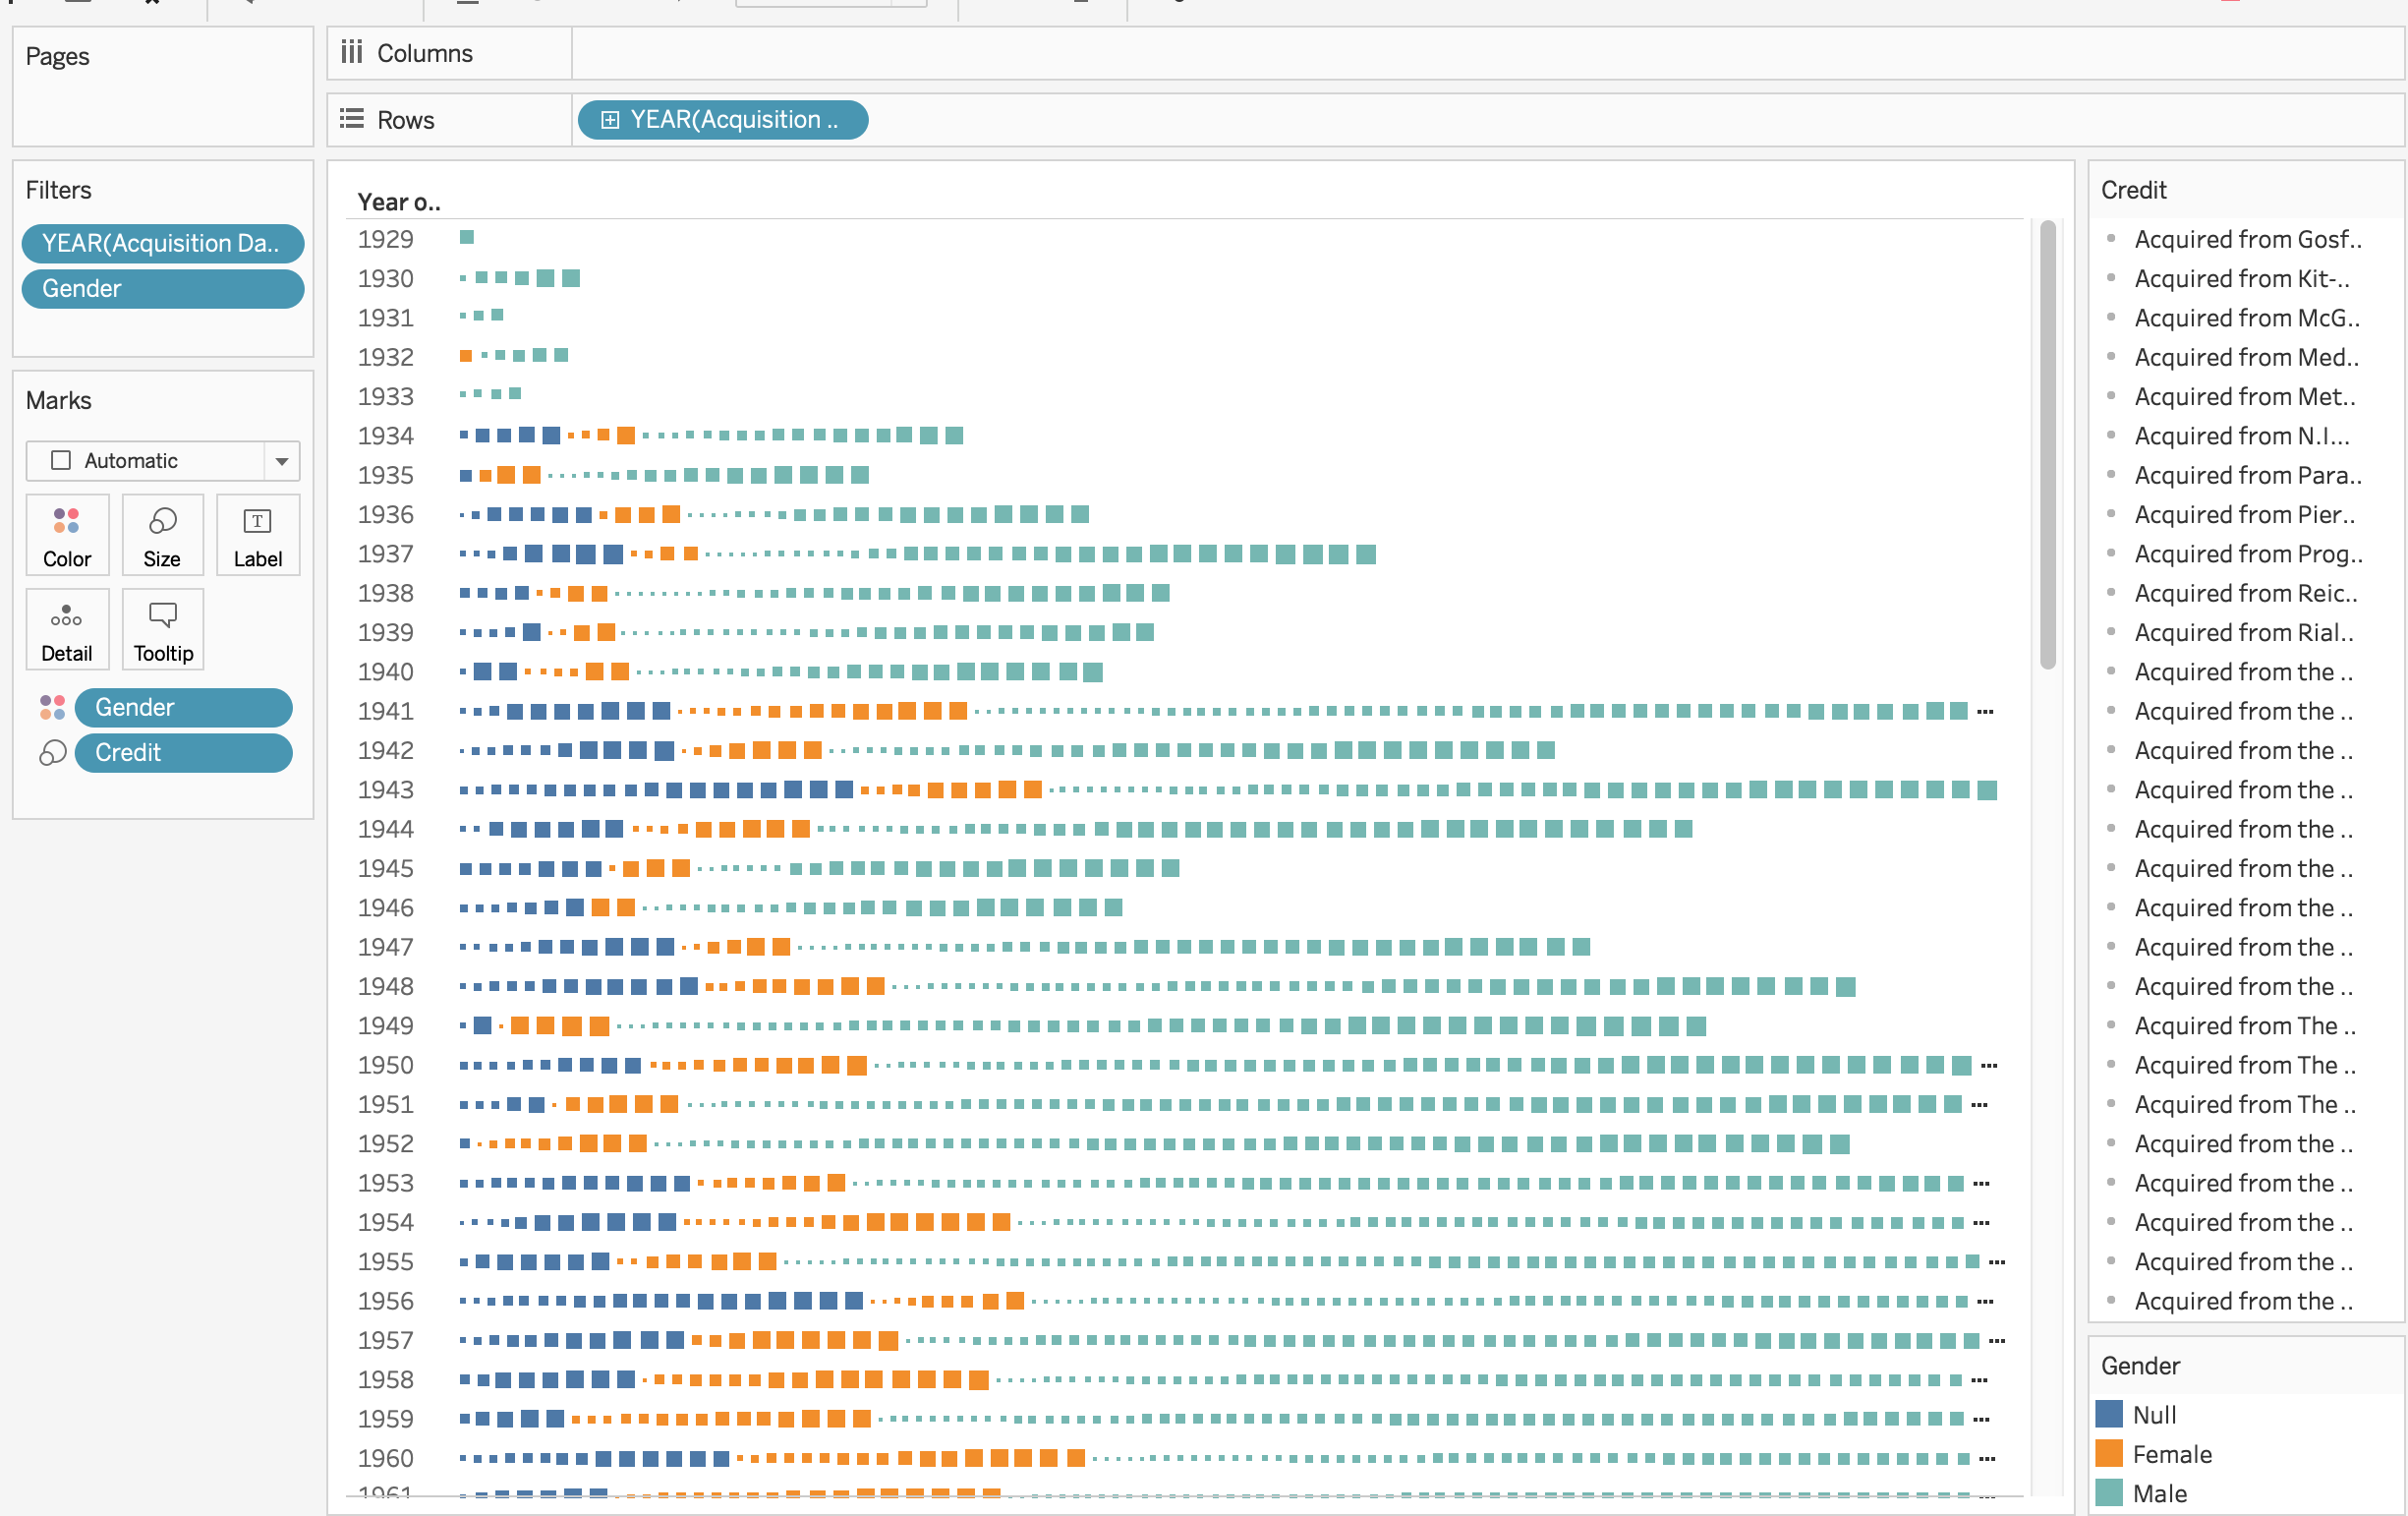 Pages
Columns
Rows
YEAR(Acquisition ..
Filters
YEAR(Acquisition Da..
Gender
Marks
Automatic
Color
Size
T
Label
Detail
Tooltip
Gender
Credit
Year o..
1929
1930
1931
1932
1933
1934
1935
1936
1937
1938
1939
1940
1941 ...
1942
1943
1944
1945
1946
1947
1948
1949
1950 ...
1951 ...
1952
1953 ...
1954 ...
1955 ...
1956 ...
1957 ...
1958 ...
1959 ...
1960 ...
1961 ...
Credit
Acquired from Gosf..
Acquired from Kit-..
Acquired from McG..
Acquired from Med..
Acquired from Met..
Acquired from N.I...
Acquired from Para..
Acquired from Pier..
Acquired from Prog..
Acquired from Reic..
Acquired from Rial..
Acquired from the ..
Acquired from the ..
Acquired from the ..
Acquired from the ..
Acquired from the ..
Acquired from the ..
Acquired from the ..
Acquired from the ..
Acquired from the ..
Acquired from The ..
Acquired from The ..
Acquired from The ..
Acquired from the ..
Acquired from the ..
Acquired from the ..
Acquired from the ..
Acquired from the ..
Gender
Null
Female
Male